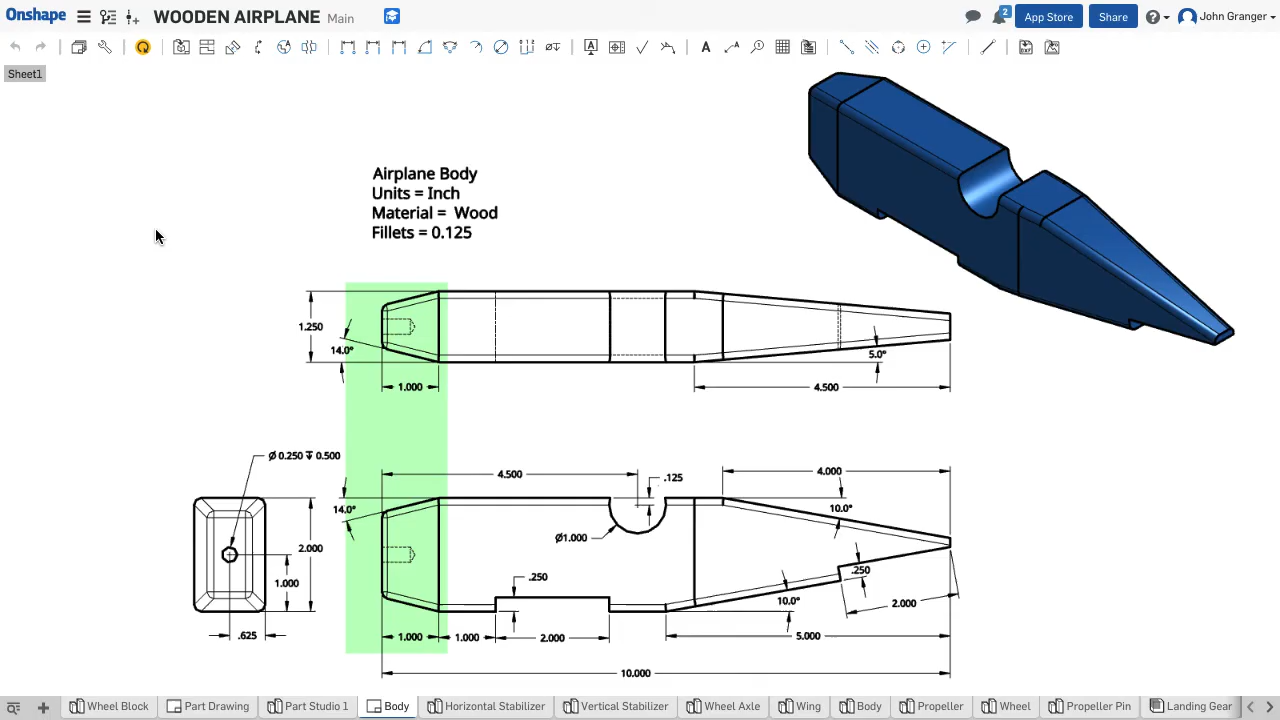 Onshape
WOODEN AIRPLANE Main
2
App Store
Share
John Granger
Sheet1
Airplane Body
Units = Inch
Material = Wood
Fillets = 0.125
1.250
14.0°
1.000
5.0°
4.500
Ø 0.250 ↧ 0.500
4.500
.125
4.000
14.0°
10.0°
2.000
Ø1.000
1.000
.250
.250
10.0°
2.000
.625
1.000
1.000
2.000
5.000
10.000
Wheel Block
Part Drawing
Part Studio 1
Body
Horizontal Stabilizer
Vertical Stabilizer
Wheel Axle
Wing
Body
Propeller
Wheel
Propeller Pin
Landing Gear